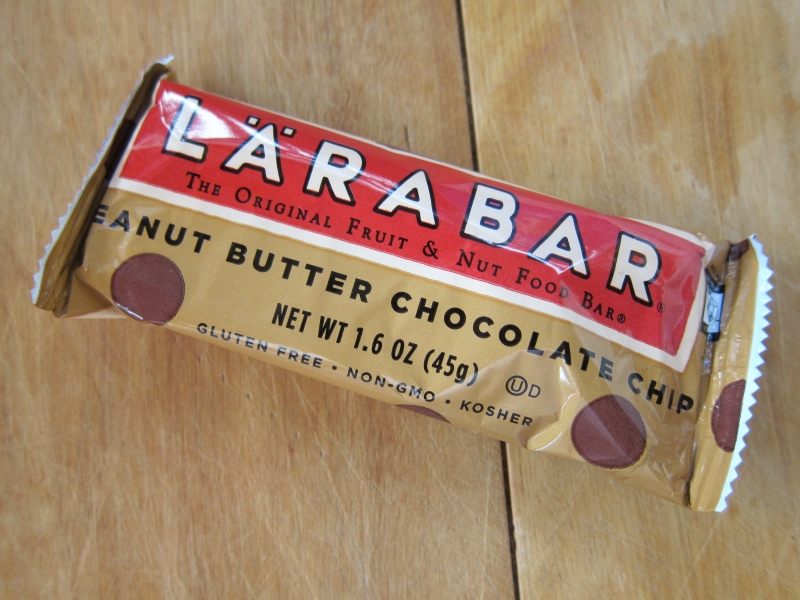 LÄRABAR®
THE ORIGINAL FRUIT & NUT FOOD BAR®
EANUT BUTTER CHOCOLATE CHIP
NET WT 1.6 OZ (45g)
GLUTEN FREE • NON-GMO • KOSHER ⓊD